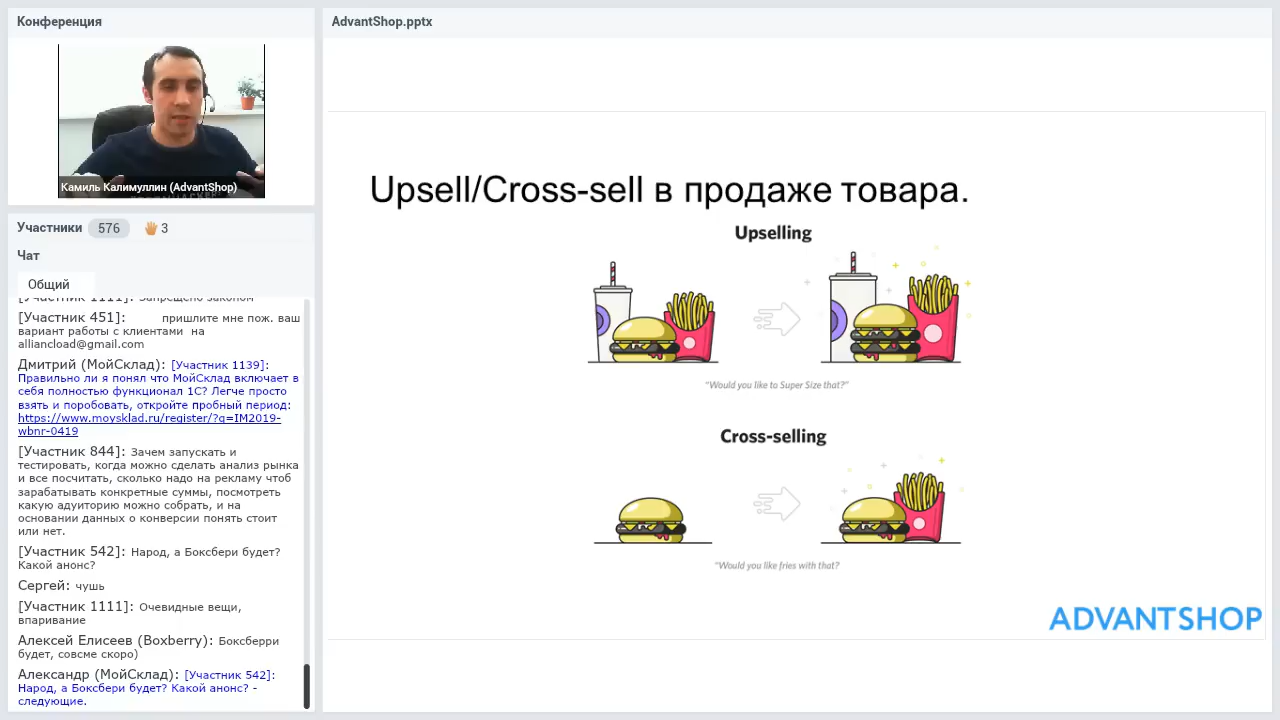 Конференция
Камиль Калимуллин (AdvantShop)
Участники 576 3
Чат
Общий
[Участник 1111]: Запрещено законом
[Участник 451]: пришлите мне пож. ваш
вариант работы с клиентами на
alliancload@gmail.com
Дмитрий (МойСклад): [Участник 1139]:
Правильно ли я понял что МойСклад включает в
себя полностью функционал 1С? Легче просто
взять и поробовать, откройте пробный период:
https://www.moysklad.ru/register/?q=IM2019-
wbnr-0419
[Участник 844]: Зачем запускать и
тестировать, когда можно сделать анализ рынка
и все посчитать, сколько надо на рекламу чтоб
зарабатывать конкретные суммы, посмотреть
какую адуиторию можно собрать, и на
основании данных о конверсии понять стоит
или нет.
[Участник 542]: Народ, а Боксбери будет?
Какой анонс?
Сергей: чушь
[Участник 1111]: Очевидные вещи,
впаривание
Алексей Елисеев (Boxberry): Боксберри
будет, совсме скоро)
Александр (МойСклад): [Участник 542]:
Народ, а Боксбери будет? Какой анонс? -
следующие.
AdvantShop.pptx
Upsell/Cross-sell в продаже товара.
Upselling
"Would you like to Super Size that?"
Cross-selling
"Would you like fries with that?
ADVANTSHOP